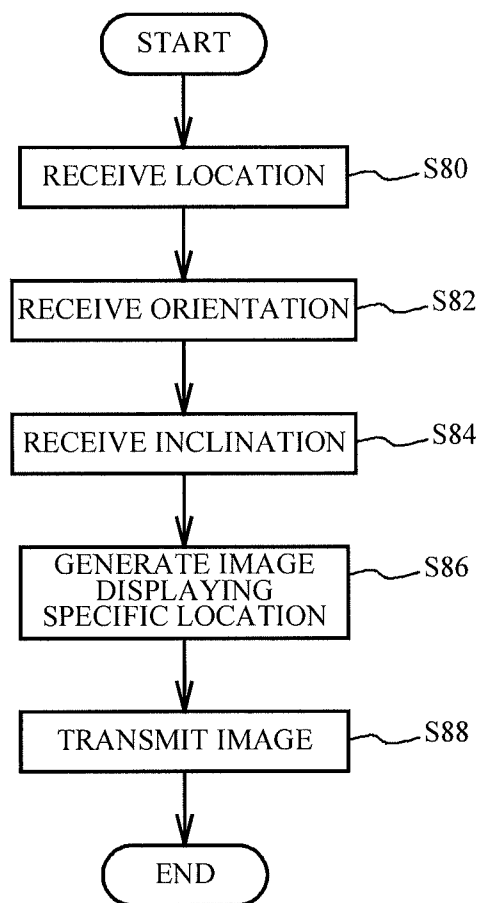 START
RECEIVE LOCATION
S80
RECEIVE ORIENTATION
S82
RECEIVE INCLINATION
S84
GENERATE IMAGE
DISPLAYING
SPECIFIC LOCATION
S86
TRANSMIT IMAGE
S88
END